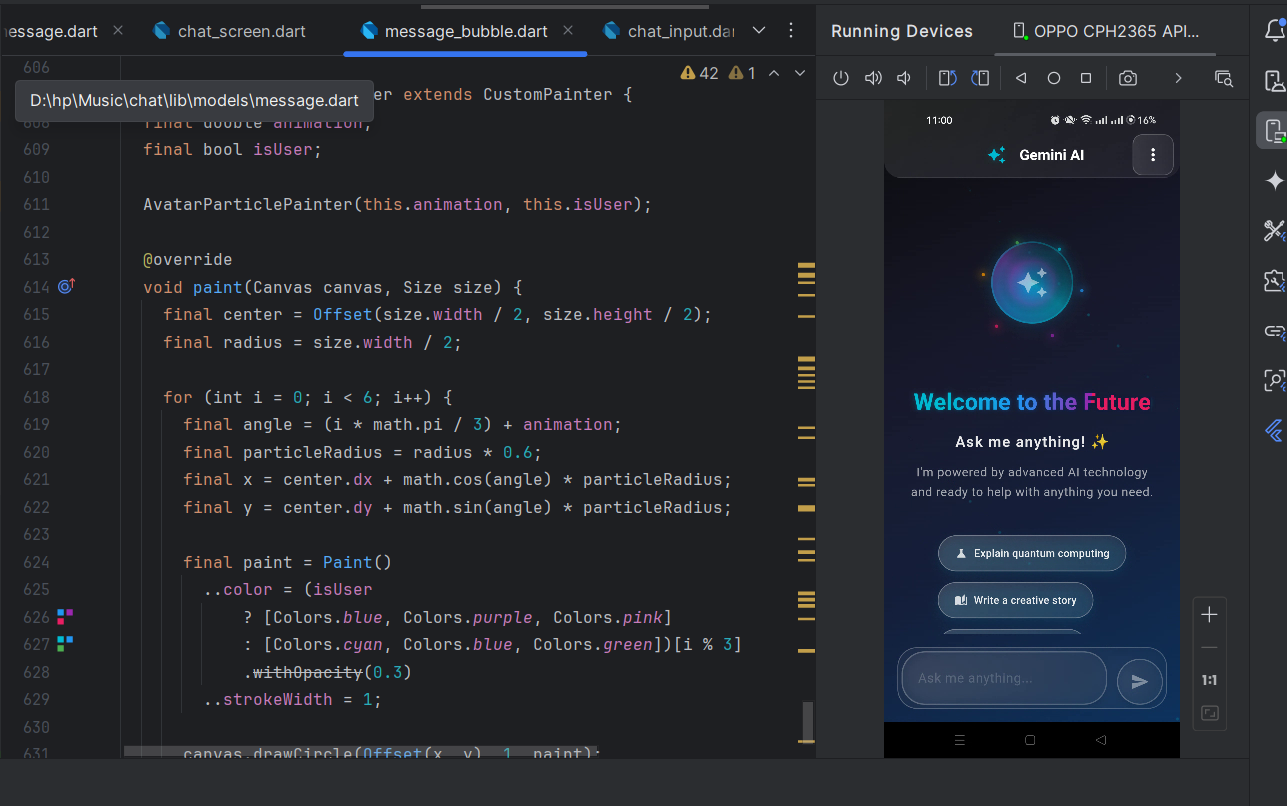 essage.dart
chat_screen.dart
message_bubble.dart
chat_input.dar
Running Devices
OPPO CPH2365 API...
42
1
D:\hp\Music\chat\lib\models\message.dart
606
er extends CustomPainter {
608 final double animation;
609 final bool isUser;
610
611 AvatarParticlePainter(this.animation, this.isUser);
612
613 @override
614 void paint(Canvas canvas, Size size) {
615 final center = Offset(size.width / 2, size.height / 2);
616 final radius = size.width / 2;
617
618 for (int i = 0; i < 6; i++) {
619 final angle = (i * math.pi / 3) + animation;
620 final particleRadius = radius * 0.6;
621 final x = center.dx + math.cos(angle) * particleRadius;
622 final y = center.dy + math.sin(angle) * particleRadius;
623
624 final paint = Paint()
625 ..color = (isUser
626 ? [Colors.blue, Colors.purple, Colors.pink]
627 : [Colors.cyan, Colors.blue, Colors.green])[i % 3]
628 .withOpacity(0.3)
629 ..strokeWidth = 1;
630
631 canvas.drawCircle(Offset(x, y), 1, paint);
11:00
16%
Gemini AI
Welcome to the Future
Ask me anything! ✨
I'm powered by advanced AI technology
and ready to help with anything you need.
Explain quantum computing
Write a creative story
Ask me anything...
1:1